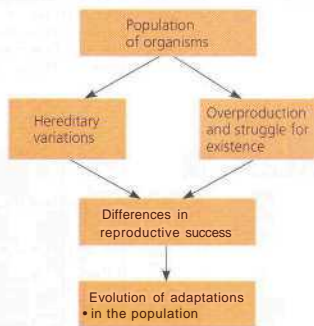 Population
of organisms
Hereditary
variations
Overproduction
and struggle for
existence
Differences in
reproductive success
Evolution of adaptations
• in the population